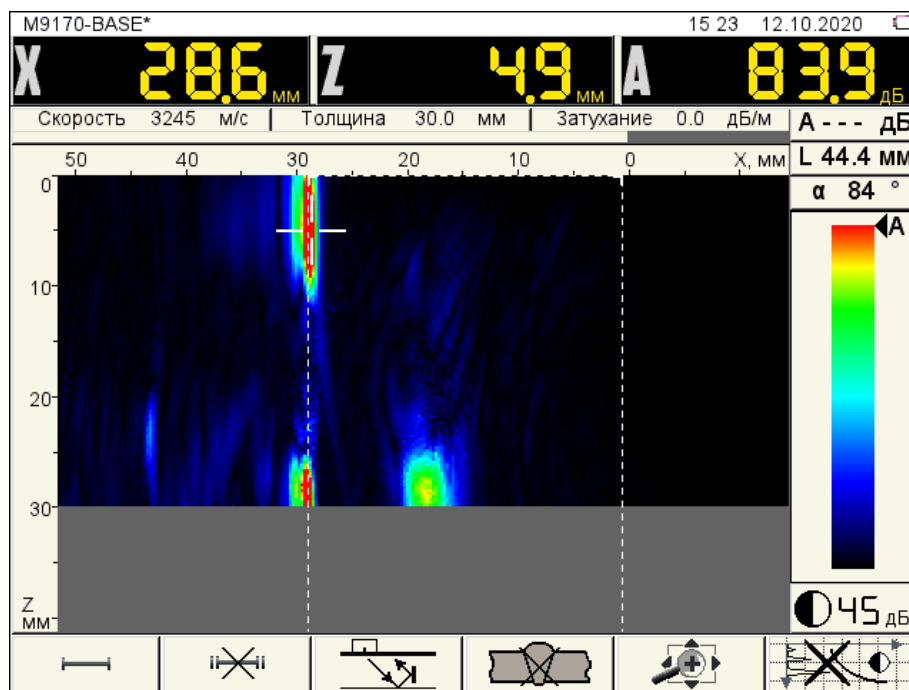 M9170-BASE* 15 23 12.10.2020
X 28.6 мм Z 4.9 мм A 83.9 дБ
Скорость 3245 м/с Толщина 30.0 мм Затухание 0.0 дБ/м A - - - дБ
L 44.4 мм
50 40 30 20 10 0 X, мм
α 84 °
0
A
10
20
30
Z
мм
45 дБ